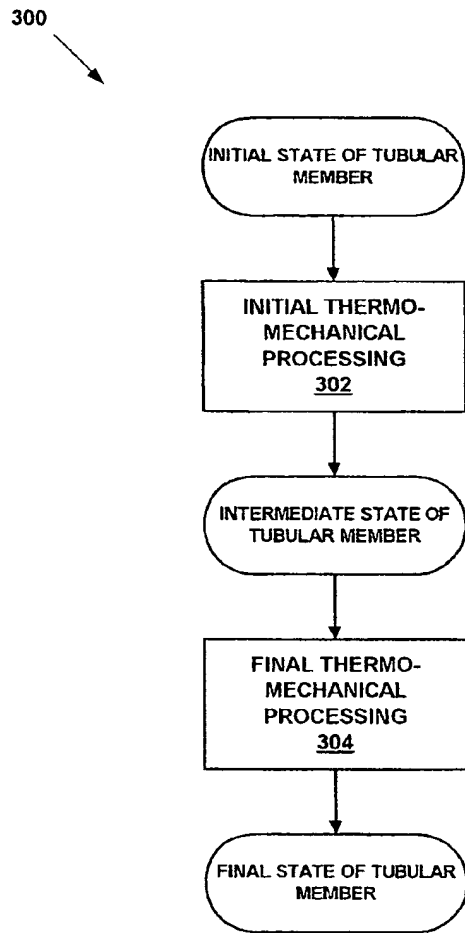 300
INITIAL STATE OF TUBULAR
MEMBER
INITIAL THERMO-
MECHANICAL
PROCESSING
302
INTERMEDIATE STATE OF
TUBULAR MEMBER
FINAL THERMO-
MECHANICAL
PROCESSING
304
FINAL STATE OF TUBULAR
MEMBER